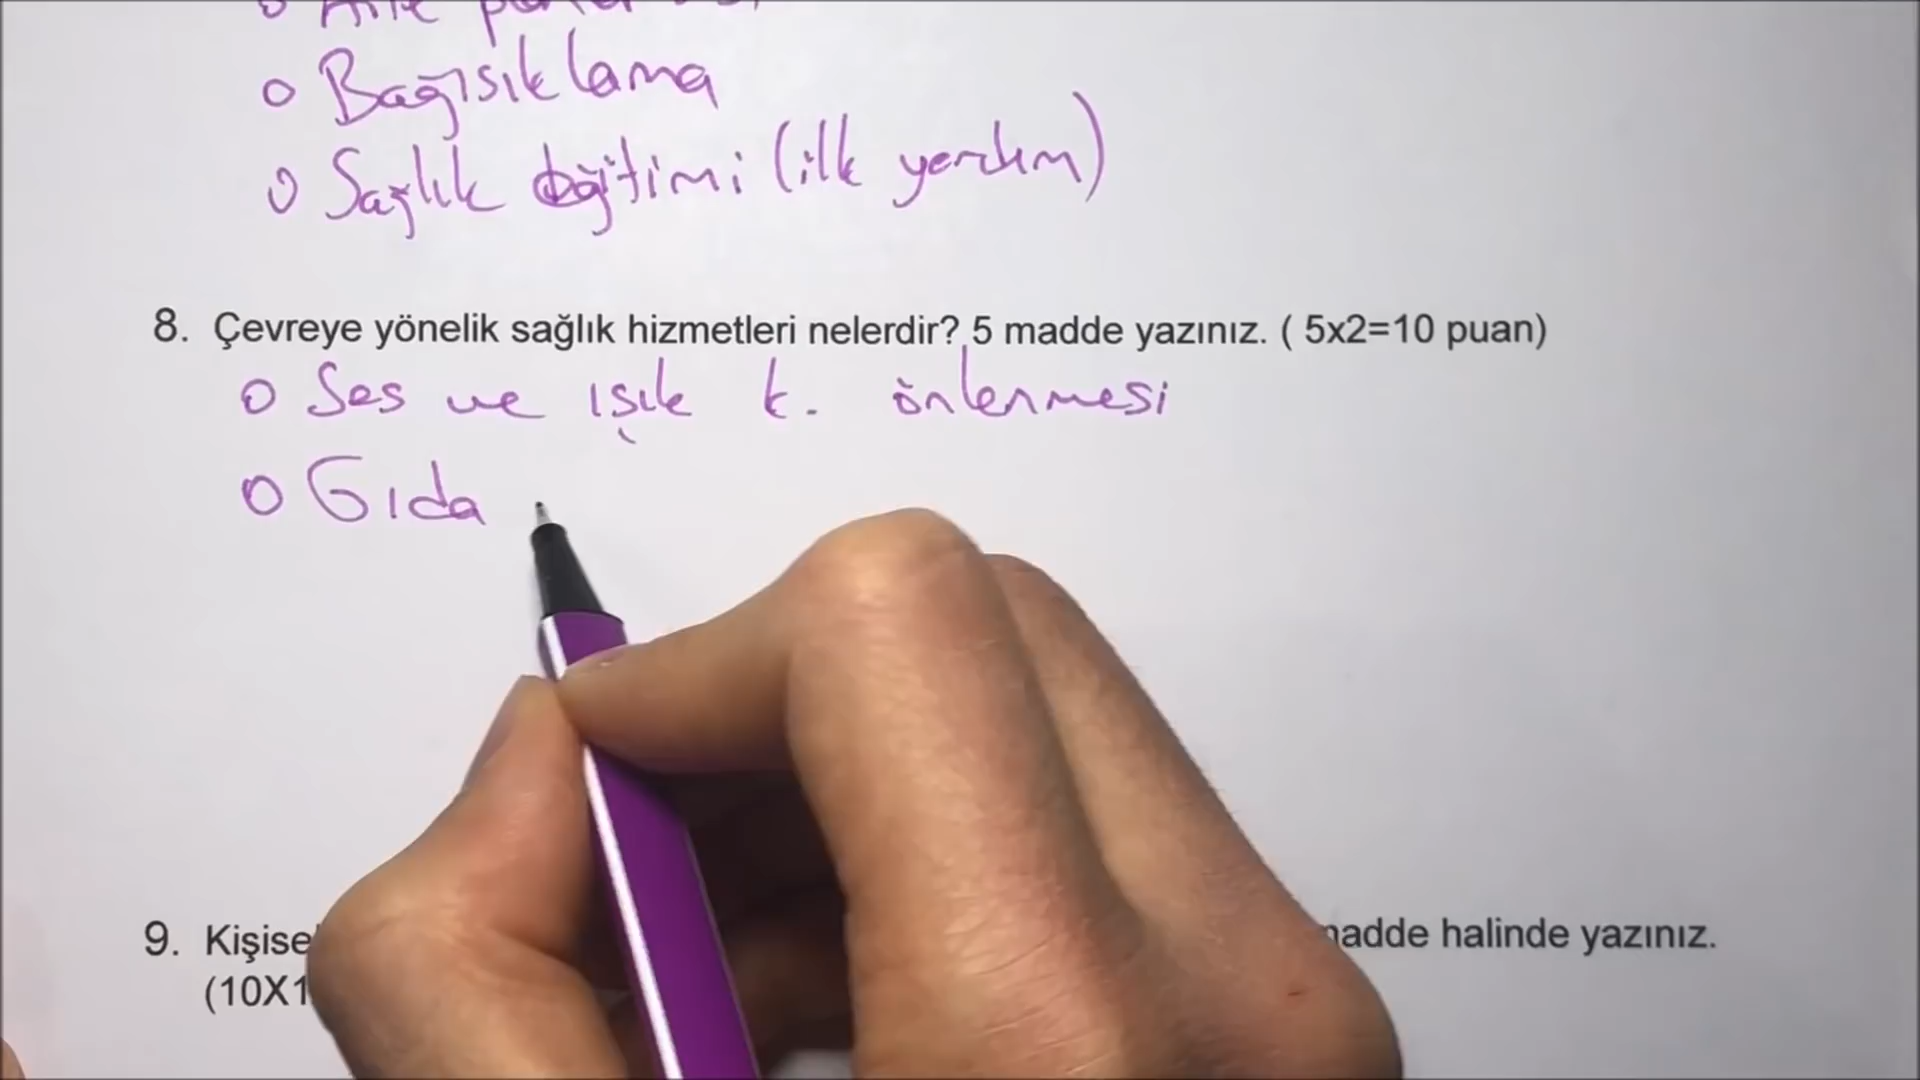 o Aile
o Bağışıklama
o Sağlık eğitimi (ilk yardım)
8. Çevreye yönelik sağlık hizmetleri nelerdir? 5 madde yazınız. ( 5x2=10 puan)
o Ses ve ışık k. önlenmesi
o Gıda
9. madde halinde yazınız.
(10X1